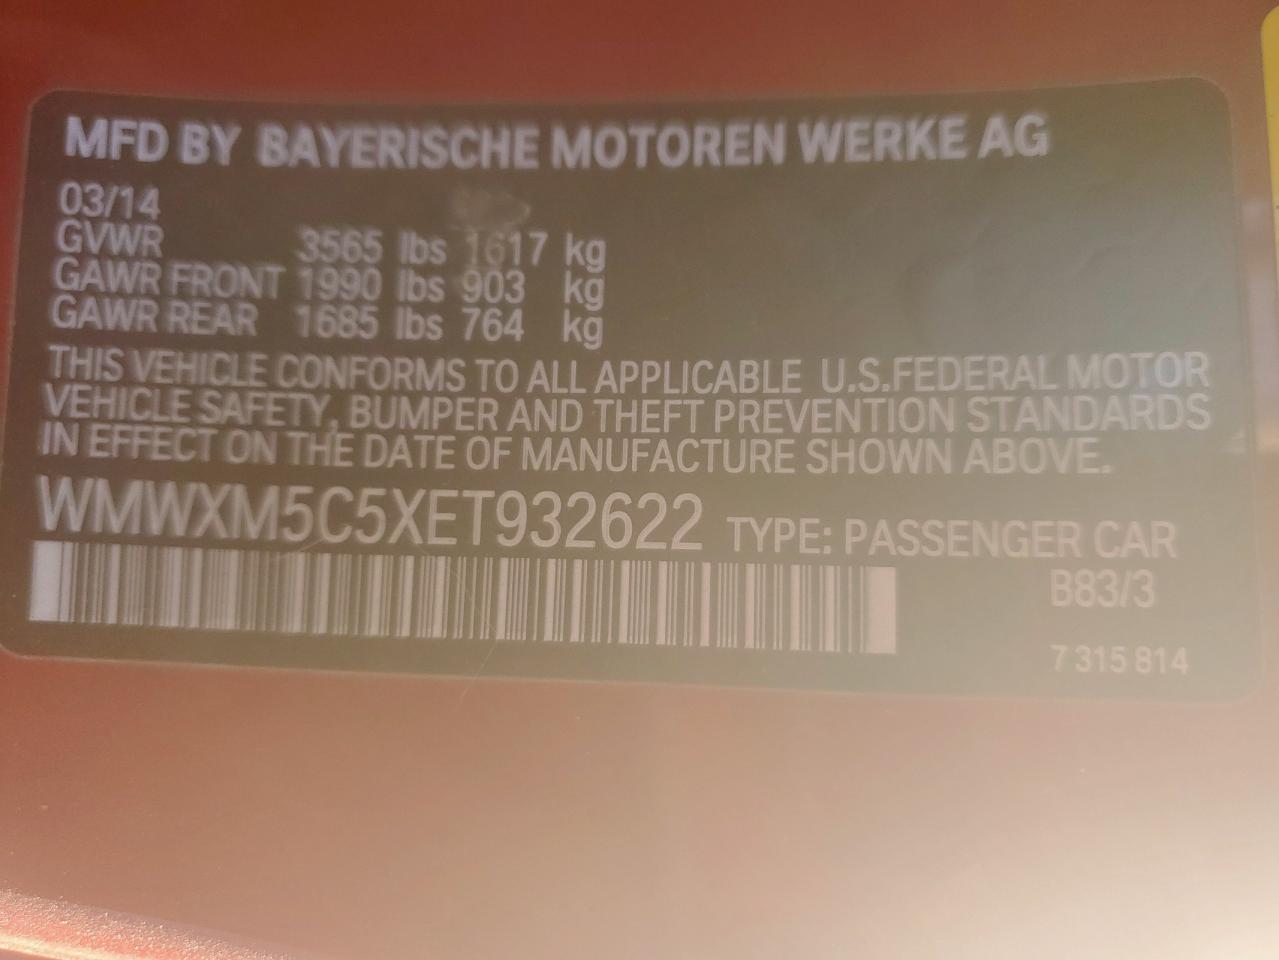 MFD BY BAYERISCHE MOTOREN WERKE AG
03/14
GVWR 3565 lbs 1617 kg
GAWR FRONT 1990 lbs 903 kg
GAWR REAR 1685 lbs 764 kg
THIS VEHICLE CONFORMS TO ALL APPLICABLE U.S.FEDERAL MOTOR
VEHICLE SAFETY, BUMPER AND THEFT PREVENTION STANDARDS
IN EFFECT ON THE DATE OF MANUFACTURE SHOWN ABOVE.
WMWXM5C5XET932622 TYPE: PASSENGER CAR
B83/3
7 315 814